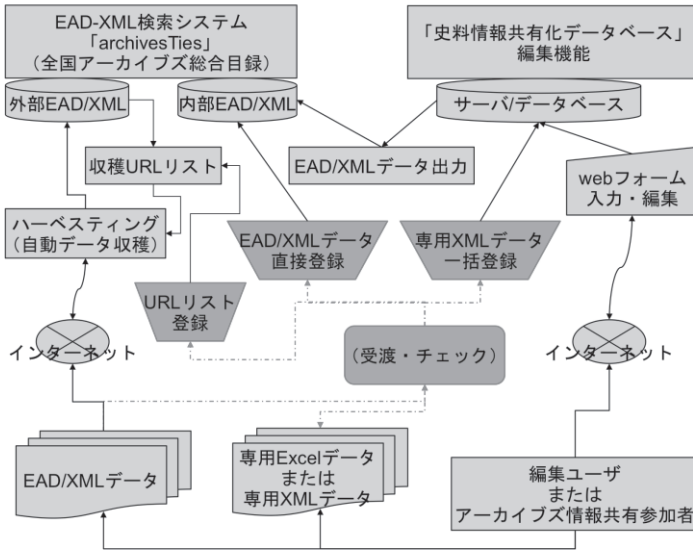 EAD-XML検索システム
「archivesTies」
（全国アーカイブズ総合目録）
「史料情報共有化データベース」
編集機能
外部EAD/XML
内部EAD/XML
サーバ/データベース
収穫URLリスト
EAD/XMLデータ出力
webフォーム
入力・編集
ハーベスティング
（自動データ収穫）
EAD/XMLデータ
直接登録
専用XMLデータ
一括登録
URLリスト
登録
（受渡・チェック）
インターネット
インターネット
EAD/XMLデータ
専用Excelデータ
または
専用XMLデータ
編集ユーザ
または
アーカイブズ情報共有参加者